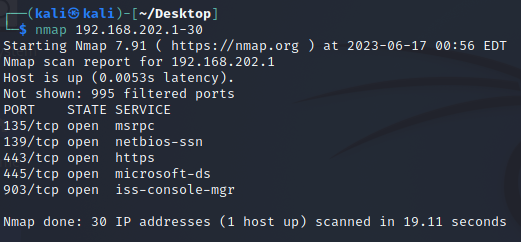 ┌──(kali㉿kali)-[~/Desktop]
└─$ nmap 192.168.202.1-30
Starting Nmap 7.91 ( https://nmap.org ) at 2023-06-17 00:56 EDT
Nmap scan report for 192.168.202.1
Host is up (0.0053s latency).
Not shown: 995 filtered ports
PORT    STATE SERVICE
135/tcp open  msrpc
139/tcp open  netbios-ssn
443/tcp open  https
445/tcp open  microsoft-ds
903/tcp open  iss-console-mgr
Nmap done: 30 IP addresses (1 host up) scanned in 19.11 seconds